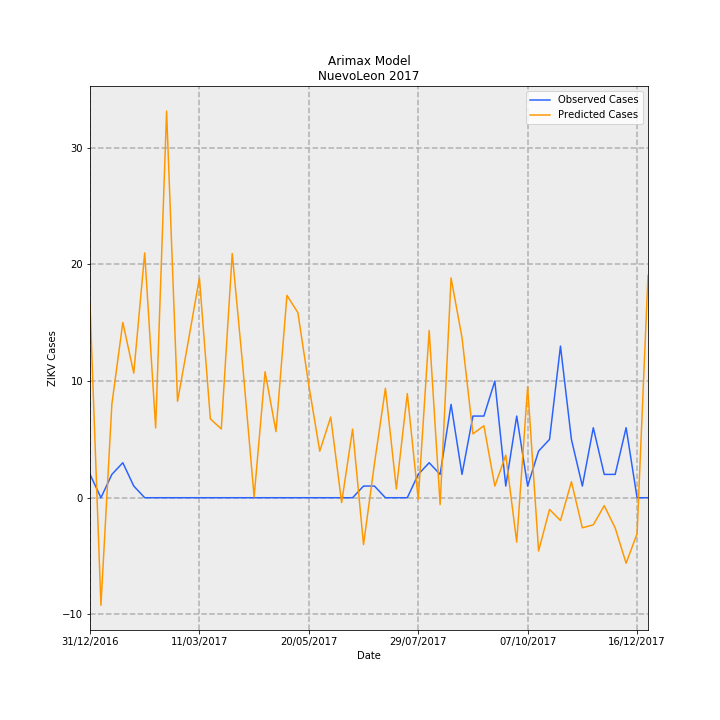 Arimax Model
NuevoLeon 2017
Observed Cases
Predicted Cases
ZIKV Cases
30
20
10
0
−10
31/12/2016
11/03/2017
20/05/2017
29/07/2017
07/10/2017
16/12/2017
Date